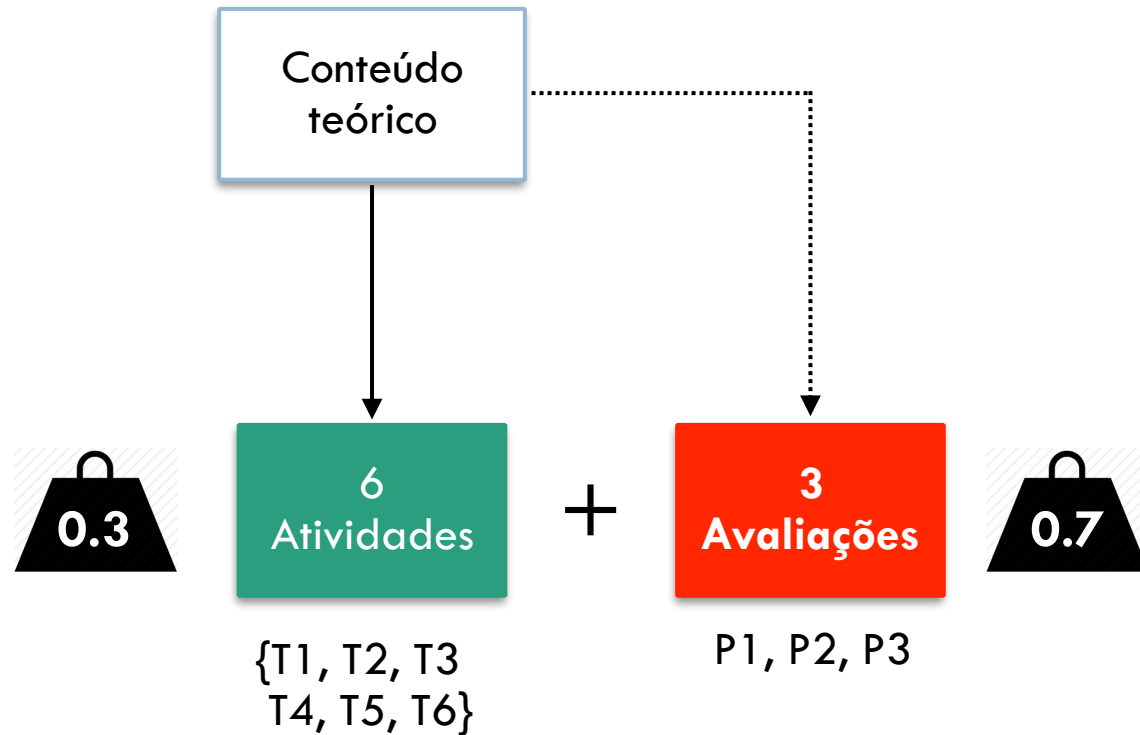 Conteúdo
teórico
0.3
6
Atividades
+
3
Avaliações
0.7
{T1, T2, T3
T4, T5, T6}
P1, P2, P3